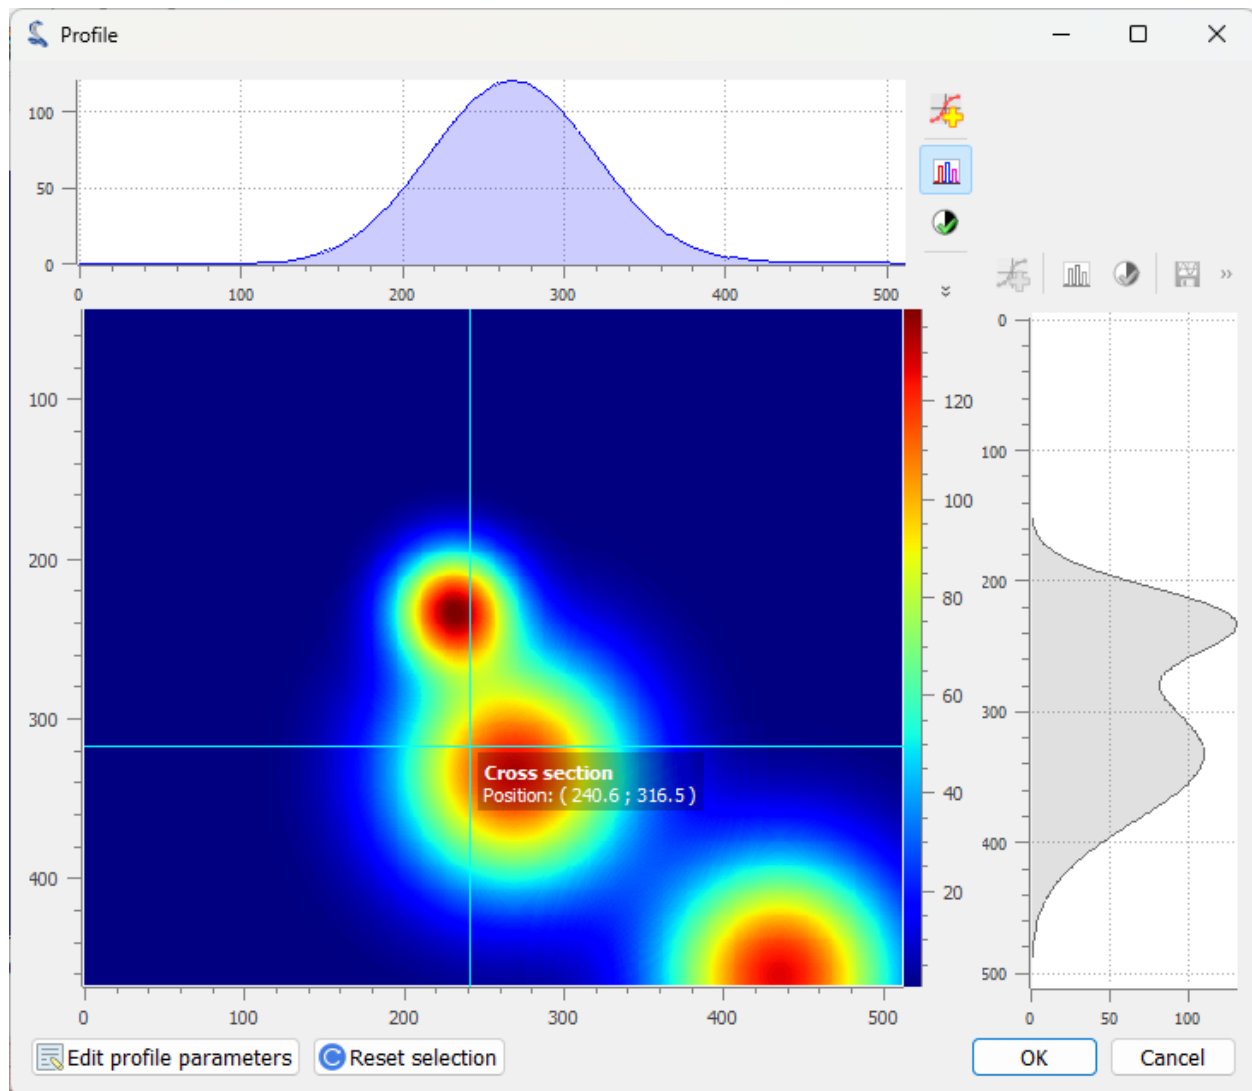 Profile
100
50
0
0 100 200 300 400 500
100
200
300
400
0 100 200 300 400 500
120
100
80
60
40
20
Cross section
Position: ( 240.6 ; 316.5 )
0
100
200
300
400
500
0 50 100
Edit profile parameters
Reset selection
OK
Cancel